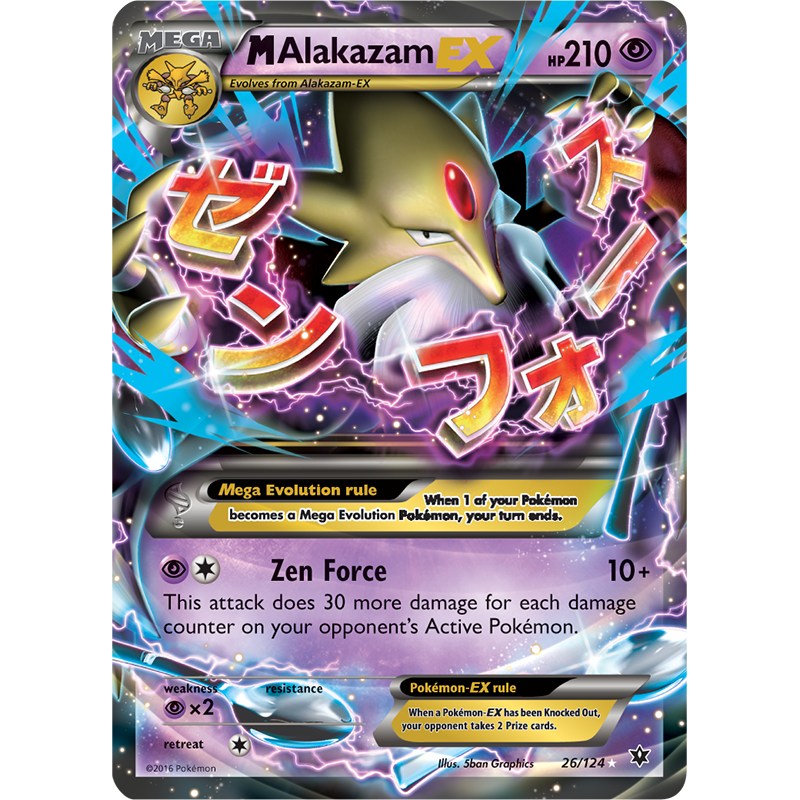 MEGA
MAlakazam EX HP210
Evolves from Alakazam-EX
ゼンフォース
Mega Evolution rule
When 1 of your Pokémon
becomes a Mega Evolution Pokémon, your turn ends.
Zen Force 10+
This attack does 30 more damage for each damage
counter on your opponent's Active Pokémon.
weakness resistance
×2
retreat
Pokémon-EX rule
When a Pokémon-EX has been Knocked Out,
your opponent takes 2 Prize cards.
©2016 Pokémon
Illus. 5ban Graphics 26/124